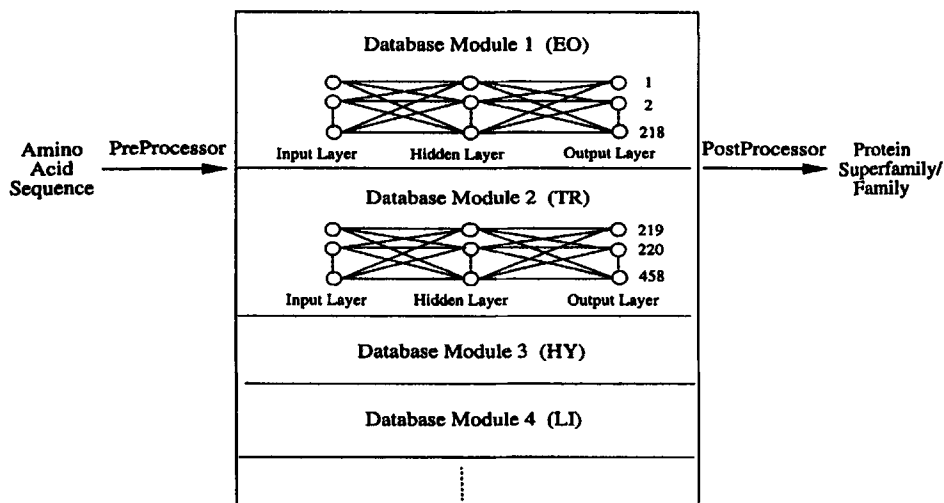 Database Module 1 (EO)
1
2
218
Input Layer Hidden Layer Output Layer
Amino
Acid
Sequence
PreProcessor
PostProcessor
Protein
Superfamily/
Family
Database Module 2 (TR)
219
220
458
Input Layer Hidden Layer Output Layer
Database Module 3 (HY)
Database Module 4 (LI)